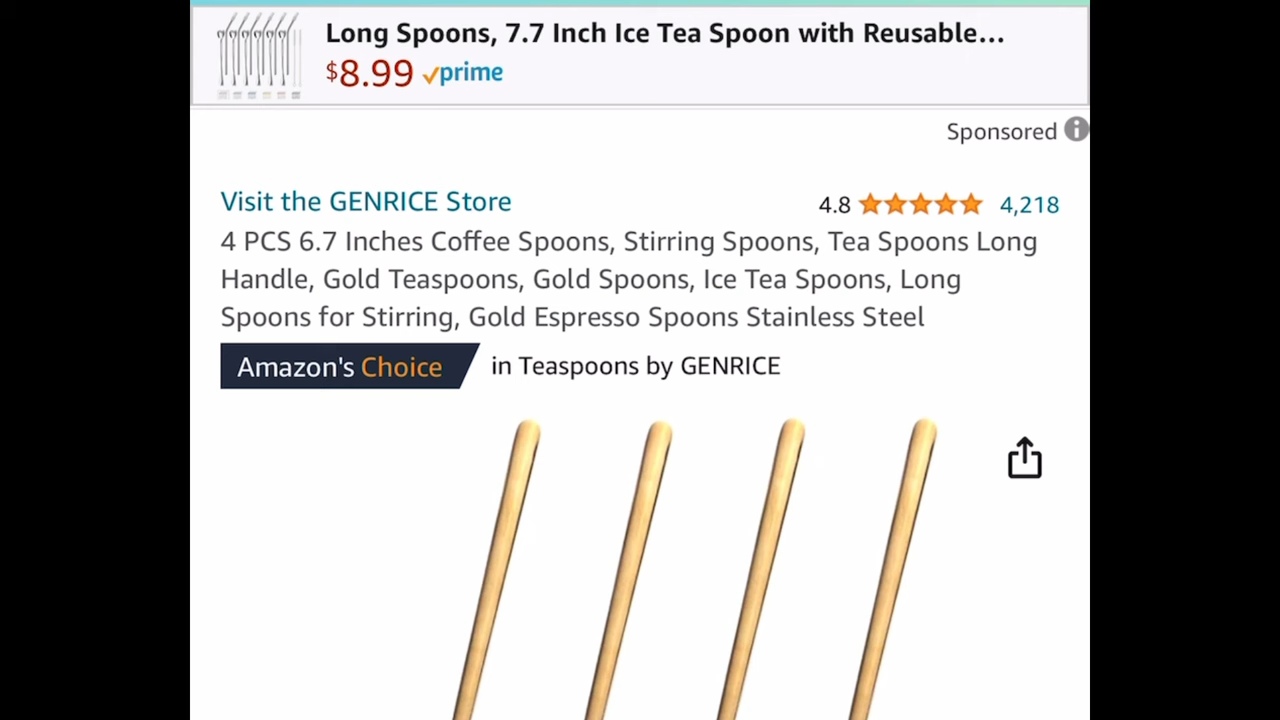 Long Spoons, 7.7 Inch Ice Tea Spoon with Reusable...
$8.99 prime
Sponsored
Visit the GENRICE Store 4.8 4,218
4 PCS 6.7 Inches Coffee Spoons, Stirring Spoons, Tea Spoons Long
Handle, Gold Teaspoons, Gold Spoons, Ice Tea Spoons, Long
Spoons for Stirring, Gold Espresso Spoons Stainless Steel
Amazon's Choice in Teaspoons by GENRICE